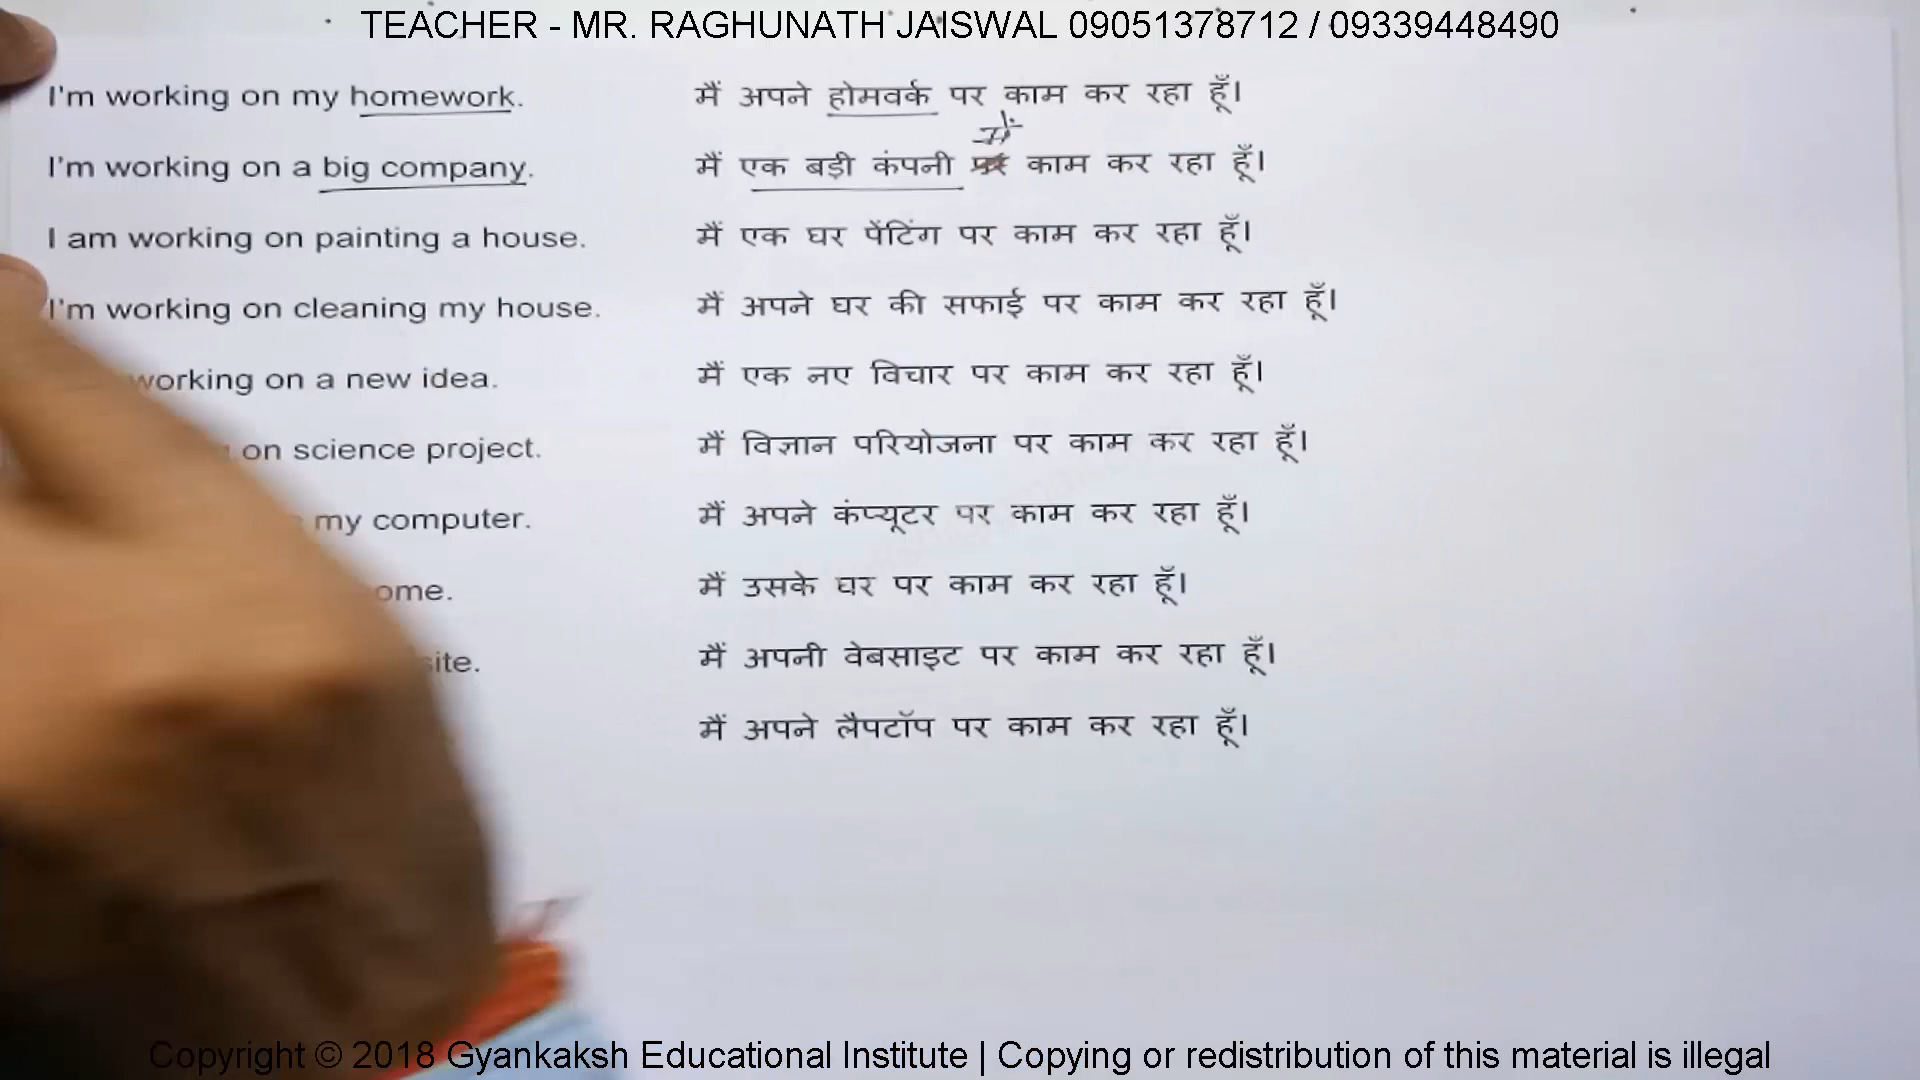 TEACHER - MR. RAGHUNATH JAISWAL 09051378712 / 09339448490
I'm working on my homework. मैं अपने होमवर्क पर काम कर रहा हूँ।
में
I'm working on a big company. मैं एक बड़ी कंपनी पर काम कर रहा हूँ।
I am working on painting a house. मैं एक घर पेंटिंग पर काम कर रहा हूँ।
I'm working on cleaning my house. मैं अपने घर की सफाई पर काम कर रहा हूँ।
working on a new idea. मैं एक नए विचार पर काम कर रहा हूँ।
on science project. मैं विज्ञान परियोजना पर काम कर रहा हूँ।
my computer. मैं अपने कंप्यूटर पर काम कर रहा हूँ।
मैं उसके घर पर काम कर रहा हूँ।
मैं अपनी वेबसाइट पर काम कर रहा हूँ।
मैं अपने लैपटॉप पर काम कर रहा हूँ।
Copyright © 2018 Gyankaksh Educational Institute | Copying or redistribution of this material is illegal